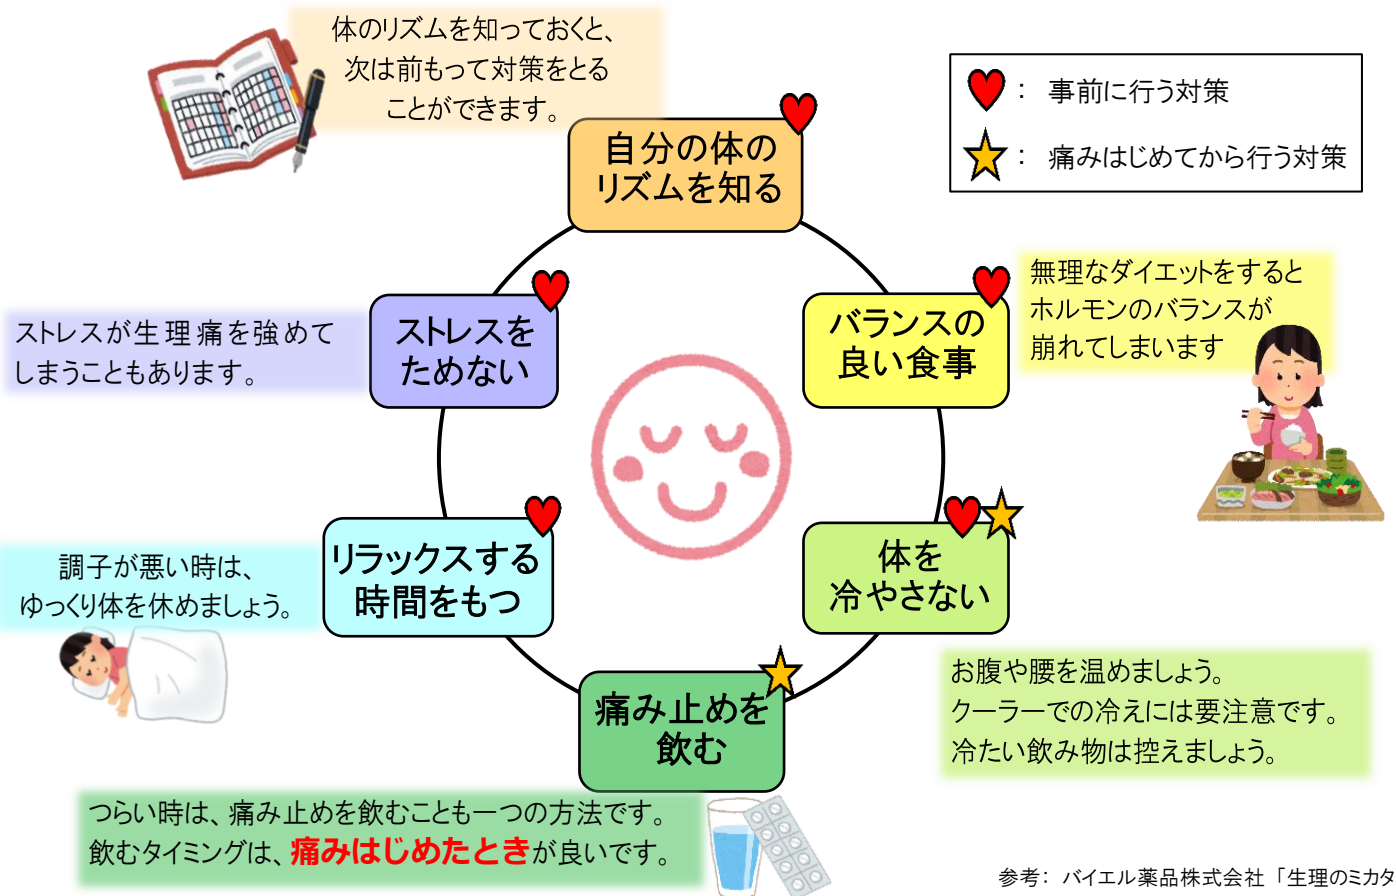 体のリズムを知っておくと、
次は前もって対策をとる
ことができます。
： 事前に行う対策
： 痛みはじめてから行う対策
自分の体の
リズムを知る
無理なダイエットをすると
ホルモンのバランスが
崩れてしまいます
バランスの
良い食事
ストレスを
ためない
ストレスが生理痛を強めて
しまうこともあります。
体を
冷やさない
リラックスする
時間をもつ
調子が悪い時は、
ゆっくり体を休めましょう。
お腹や腰を温めましょう。
クーラーでの冷えには要注意です。
冷たい飲み物は控えましょう。
痛み止めを
飲む
つらい時は、痛み止めを飲むことも一つの方法です。
飲むタイミングは、痛みはじめたときが良いです。
参考： バイエル薬品株式会社 「生理のミカタ